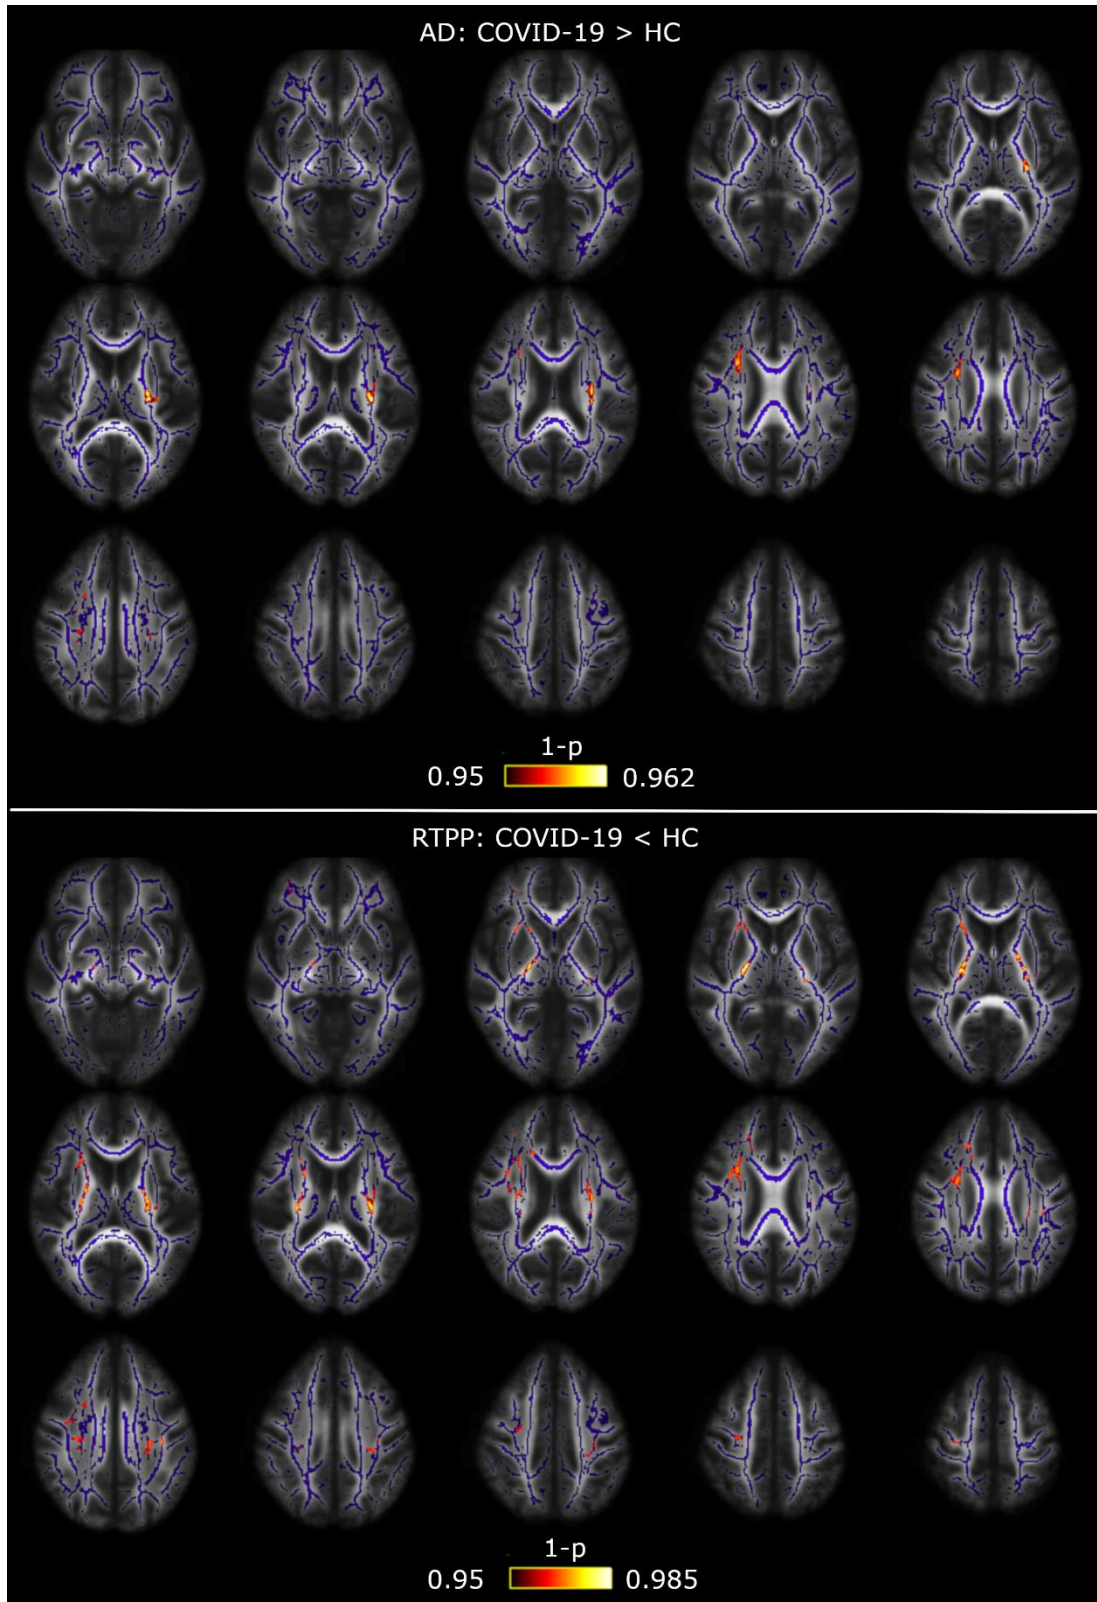 AD: COVID-19 > HC
1-p
0.95 0.962
RTPP: COVID-19 < HC
1-p
0.95 0.985